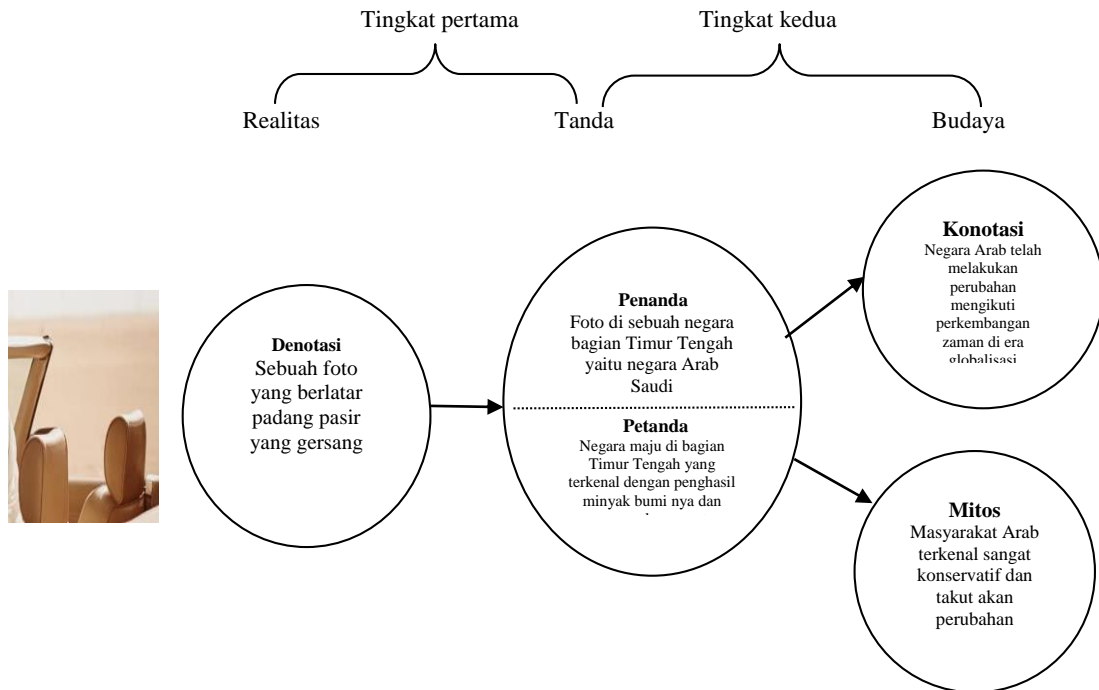 Tingkat pertama
Tingkat kedua
Realitas
Tanda
Budaya
Denotasi
Sebuah foto
yang berlatar
padang pasir
yang gersang
Penanda
Foto di sebuah negara
bagian Timur Tengah
yaitu negara Arab
Saudi
Petanda
Negara maju di bagian
Timur Tengah yang
terkenal dengan penghasil
minyak bumi nya dan
Konotasi
Negara Arab telah
melakukan
perubahan
mengikuti
perkembangan
zaman di era
globalisasi
Mitos
Masyarakat Arab
terkenal sangat
konservatif dan
takut akan
perubahan